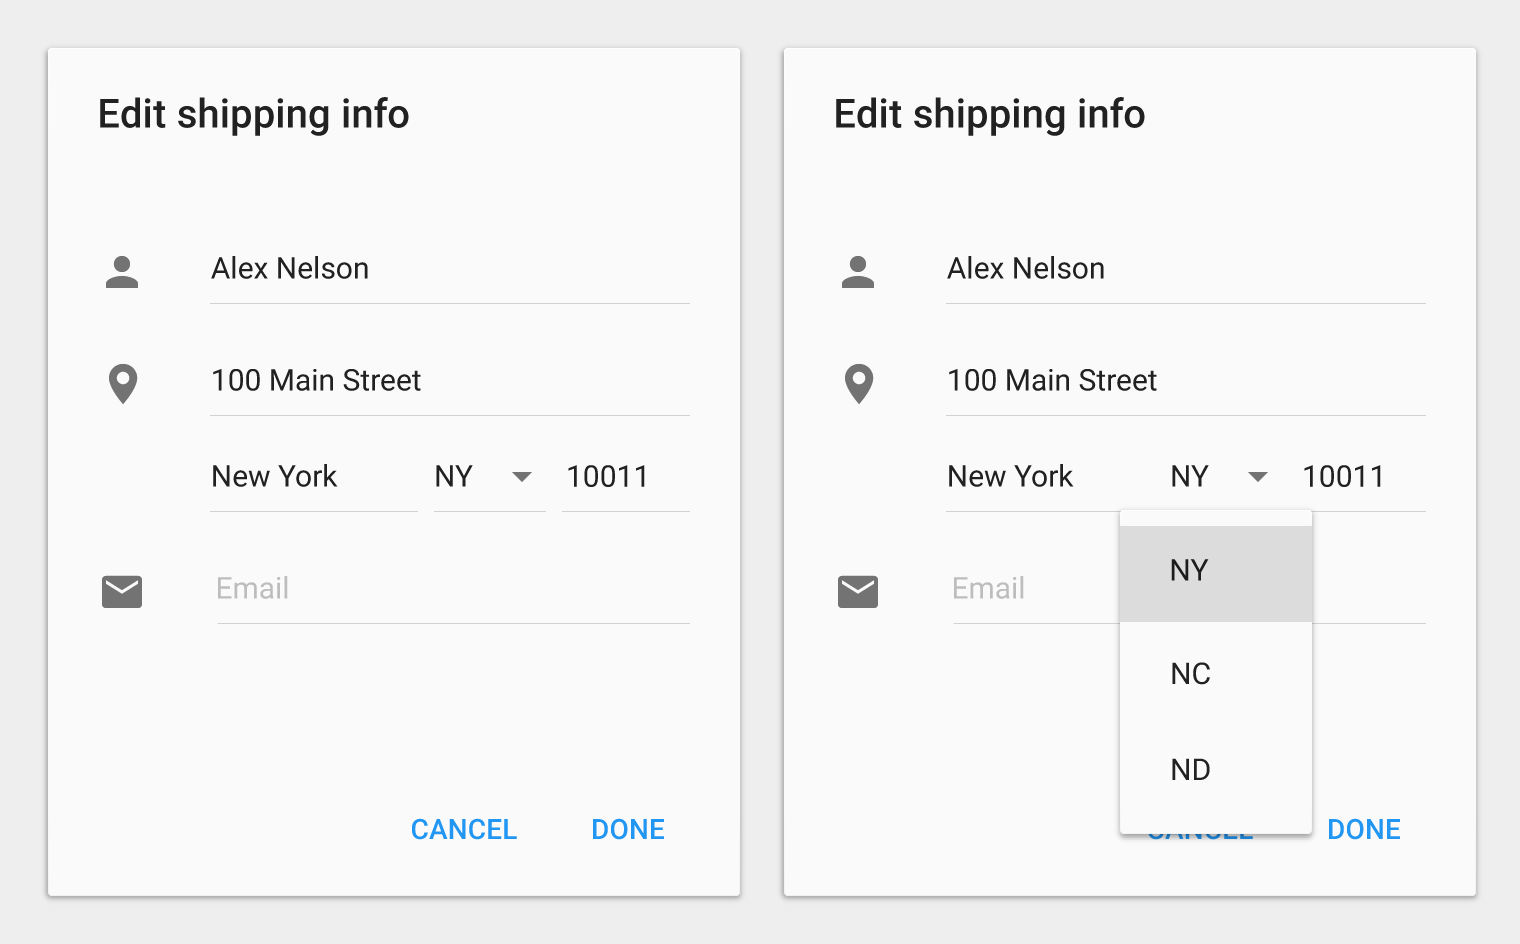 Edit shipping info
Alex Nelson
100 Main Street
New York NY 10011
Email
CANCEL DONE
Edit shipping info
Alex Nelson
100 Main Street
New York NY 10011
Email
NY
NC
ND
CANCEL DONE